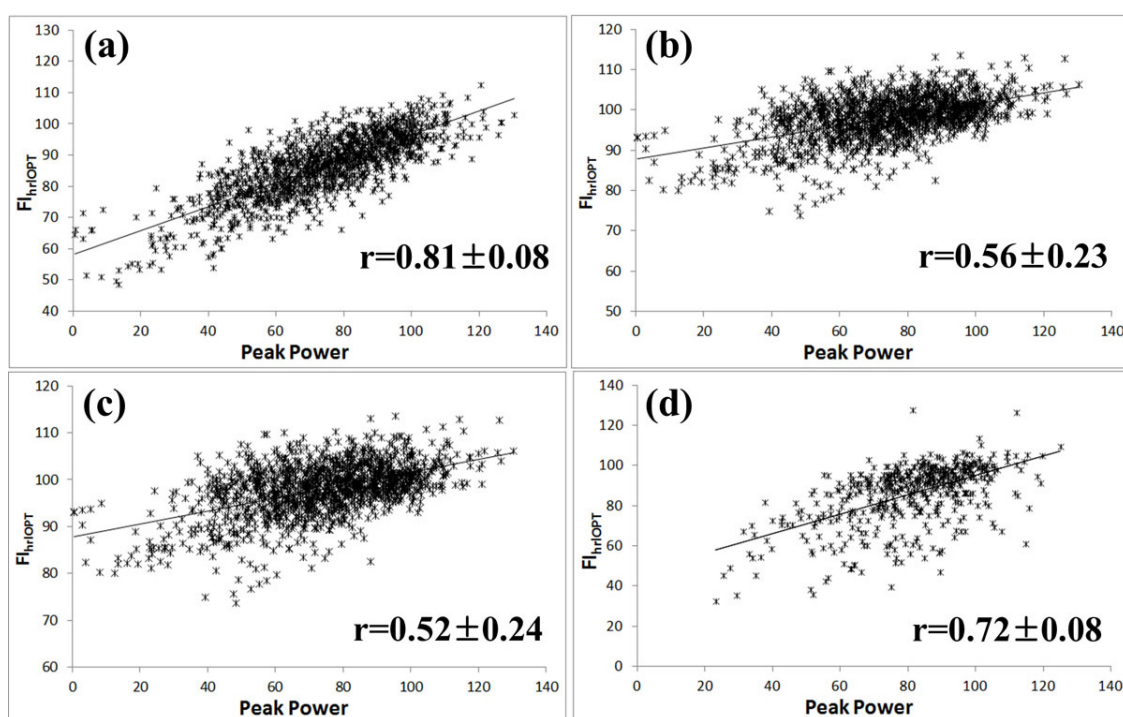 (a)
130
120
110
100
90
80
70
60
50
40
FI_hrIOPT
0 20 40 60 80 100 120 140
Peak Power
r=0.81±0.08
(b)
120
110
100
90
80
70
60
50
FI_hrIOPT
0 20 40 60 80 100 120 140
Peak Power
r=0.56±0.23
(c)
120
110
100
90
80
70
60
FI_hrIOPT
0 20 40 60 80 100 120 140
Peak Power
r=0.52±0.24
(d)
140
120
100
80
60
40
20
0
FI_hrIOPT
0 20 40 60 80 100 120 140
Peak Power
r=0.72±0.08